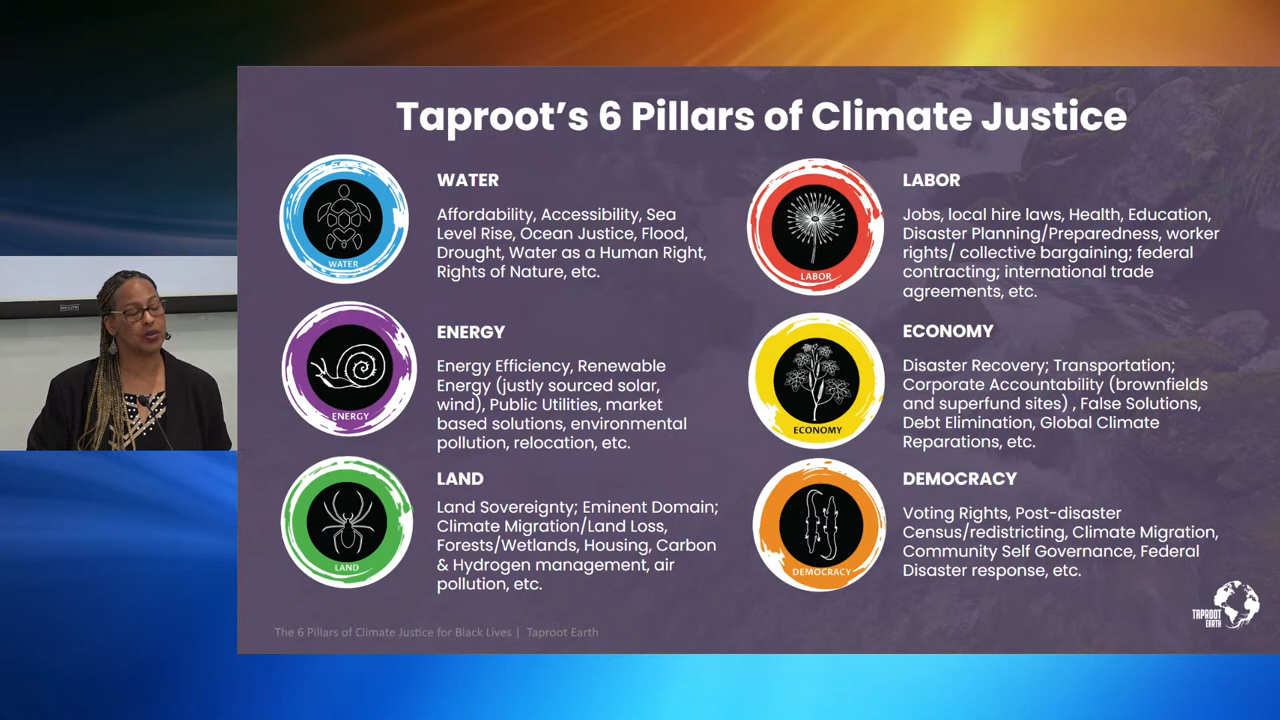 Taproot's 6 Pillars of Climate Justice
WATER
WATER
Affordability, Accessibility, Sea
Level Rise, Ocean Justice, Flood,
Drought, Water as a Human Right,
Rights of Nature, etc.
ENERGY
ENERGY
Energy Efficiency, Renewable
Energy (justly sourced solar,
wind), Public Utilities, market
based solutions, environmental
pollution, relocation, etc.
LAND
LAND
Land Sovereignty; Eminent Domain;
Climate Migration/Land Loss,
Forests/Wetlands, Housing, Carbon
& Hydrogen management, air
pollution, etc.
LABOR
LABOR
Jobs, local hire laws, Health, Education,
Disaster Planning/Preparedness, worker
rights/ collective bargaining; federal
contracting; international trade
agreements, etc.
ECONOMY
ECONOMY
Disaster Recovery; Transportation;
Corporate Accountability (brownfields
and superfund sites) , False Solutions,
Debt Elimination, Global Climate
Reparations, etc.
DEMOCRACY
DEMOCRACY
Voting Rights, Post-disaster
Census/redistricting, Climate Migration,
Community Self Governance, Federal
Disaster response, etc.
The 6 Pillars of Climate Justice for Black Lives | Taproot Earth
TAPROOT
EARTH